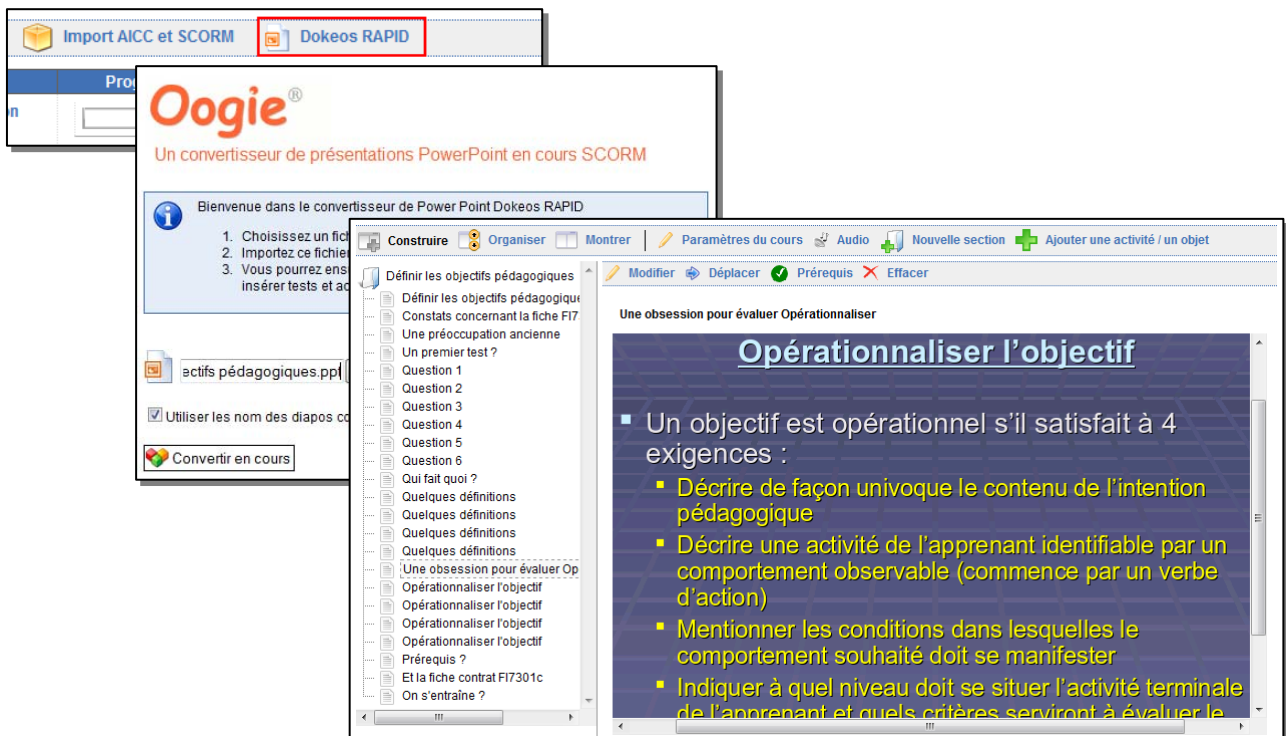 Import AICC et SCORM Dokeos RAPID
Oogie®
Un convertisseur de présentations PowerPoint en cours SCORM
Bienvenue dans le convertisseur de Power Point Dokeos RAPID
1. Choisissez un
2. Importez ce fichier
3. Vous pourrez
insérer tests et
pédagogiques.ppt
Utiliser les nom des diapos
Convertir en cours
Construire Organiser Montrer Paramètres du cours Audio Nouvelle section Ajouter une activité / un objet
Définir les objectifs pédagogiques
Définir les objectifs
Constats concernant la fiche
Une préoccupation ancienne
Un premier test ?
Question 1
Question 2
Question 3
Question 4
Question 5
Question 6
Qui fait quoi ?
Quelques définitions
Quelques définitions
Quelques définitions
Quelques définitions
Une obsession pour évaluer Op
Opérationnaliser l'objectif
Opérationnaliser l'objectif
Opérationnaliser l'objectif
Opérationnaliser l'objectif
Prérequis ?
Et la fiche contrat FI7301c
On s'entraîne ?
Modifier Déplacer Prérequis Effacer
Une obsession pour évaluer Opérationnaliser
Opérationnaliser l’objectif
Un objectif est opérationnel s’il satisfait à 4
exigences :
Décrire de façon univoque le contenu de l’intention
pédagogique
Décrire une activité de l’apprenant identifiable par un
comportement observable (commence par un verbe
d’action)
Mentionner les conditions dans lesquelles le
comportement souhaité doit se manifester
Indiquer à quel niveau doit se situer l’activité terminale
de l’apprenant et quels critères serviront à évaluer le